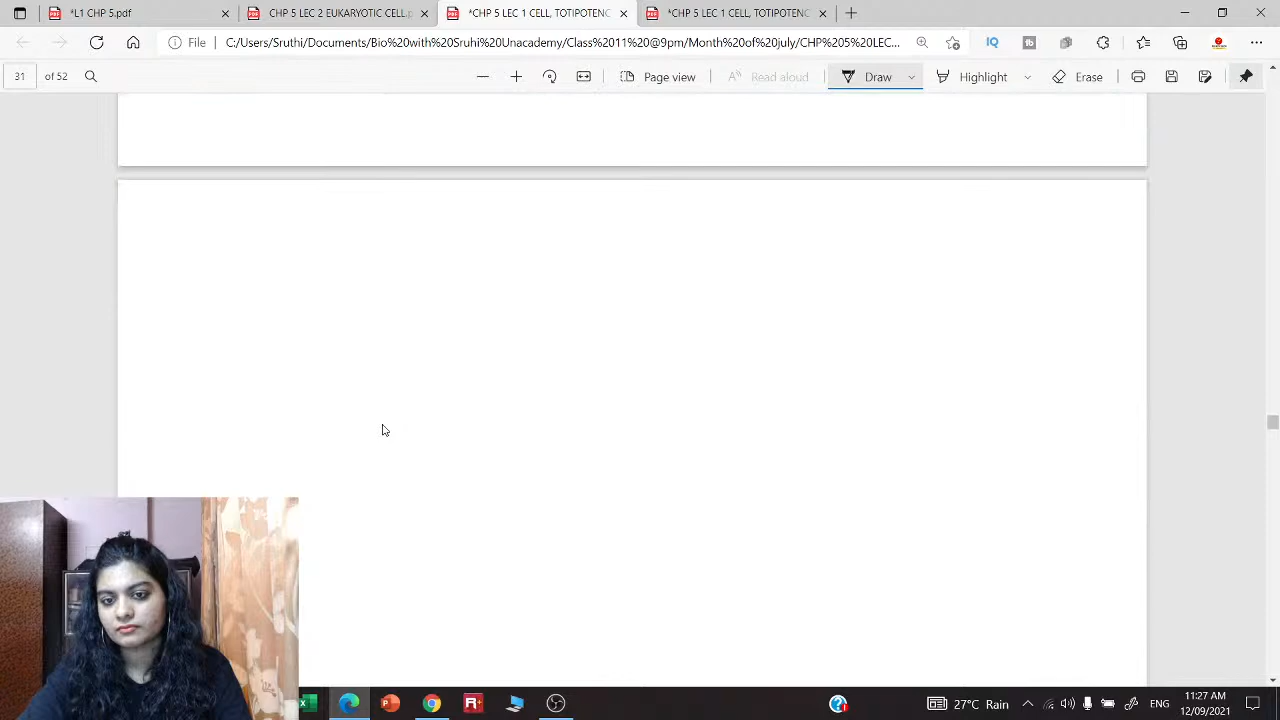 *L1 CHP 5.pdf
CHP 5 LEC 2 EUKARYOTIC CELL.p
*CHP 5 LEC 1 CELL, TOTIPOTENC
*CHP 5 LEC 1 CELL, TOTIPOTENC
File
C:/Users/Sruthi/Documents/Bio%20with%20Sruhi%20Unacademy/Class%2011%20@9pm/Month%20of%20july/CHP%205%20LEC...
IQ
31 of 52
Page view
Read aloud
Draw
Highlight
Erase
27°C Rain
ENG
11:27 AM
12/09/2021